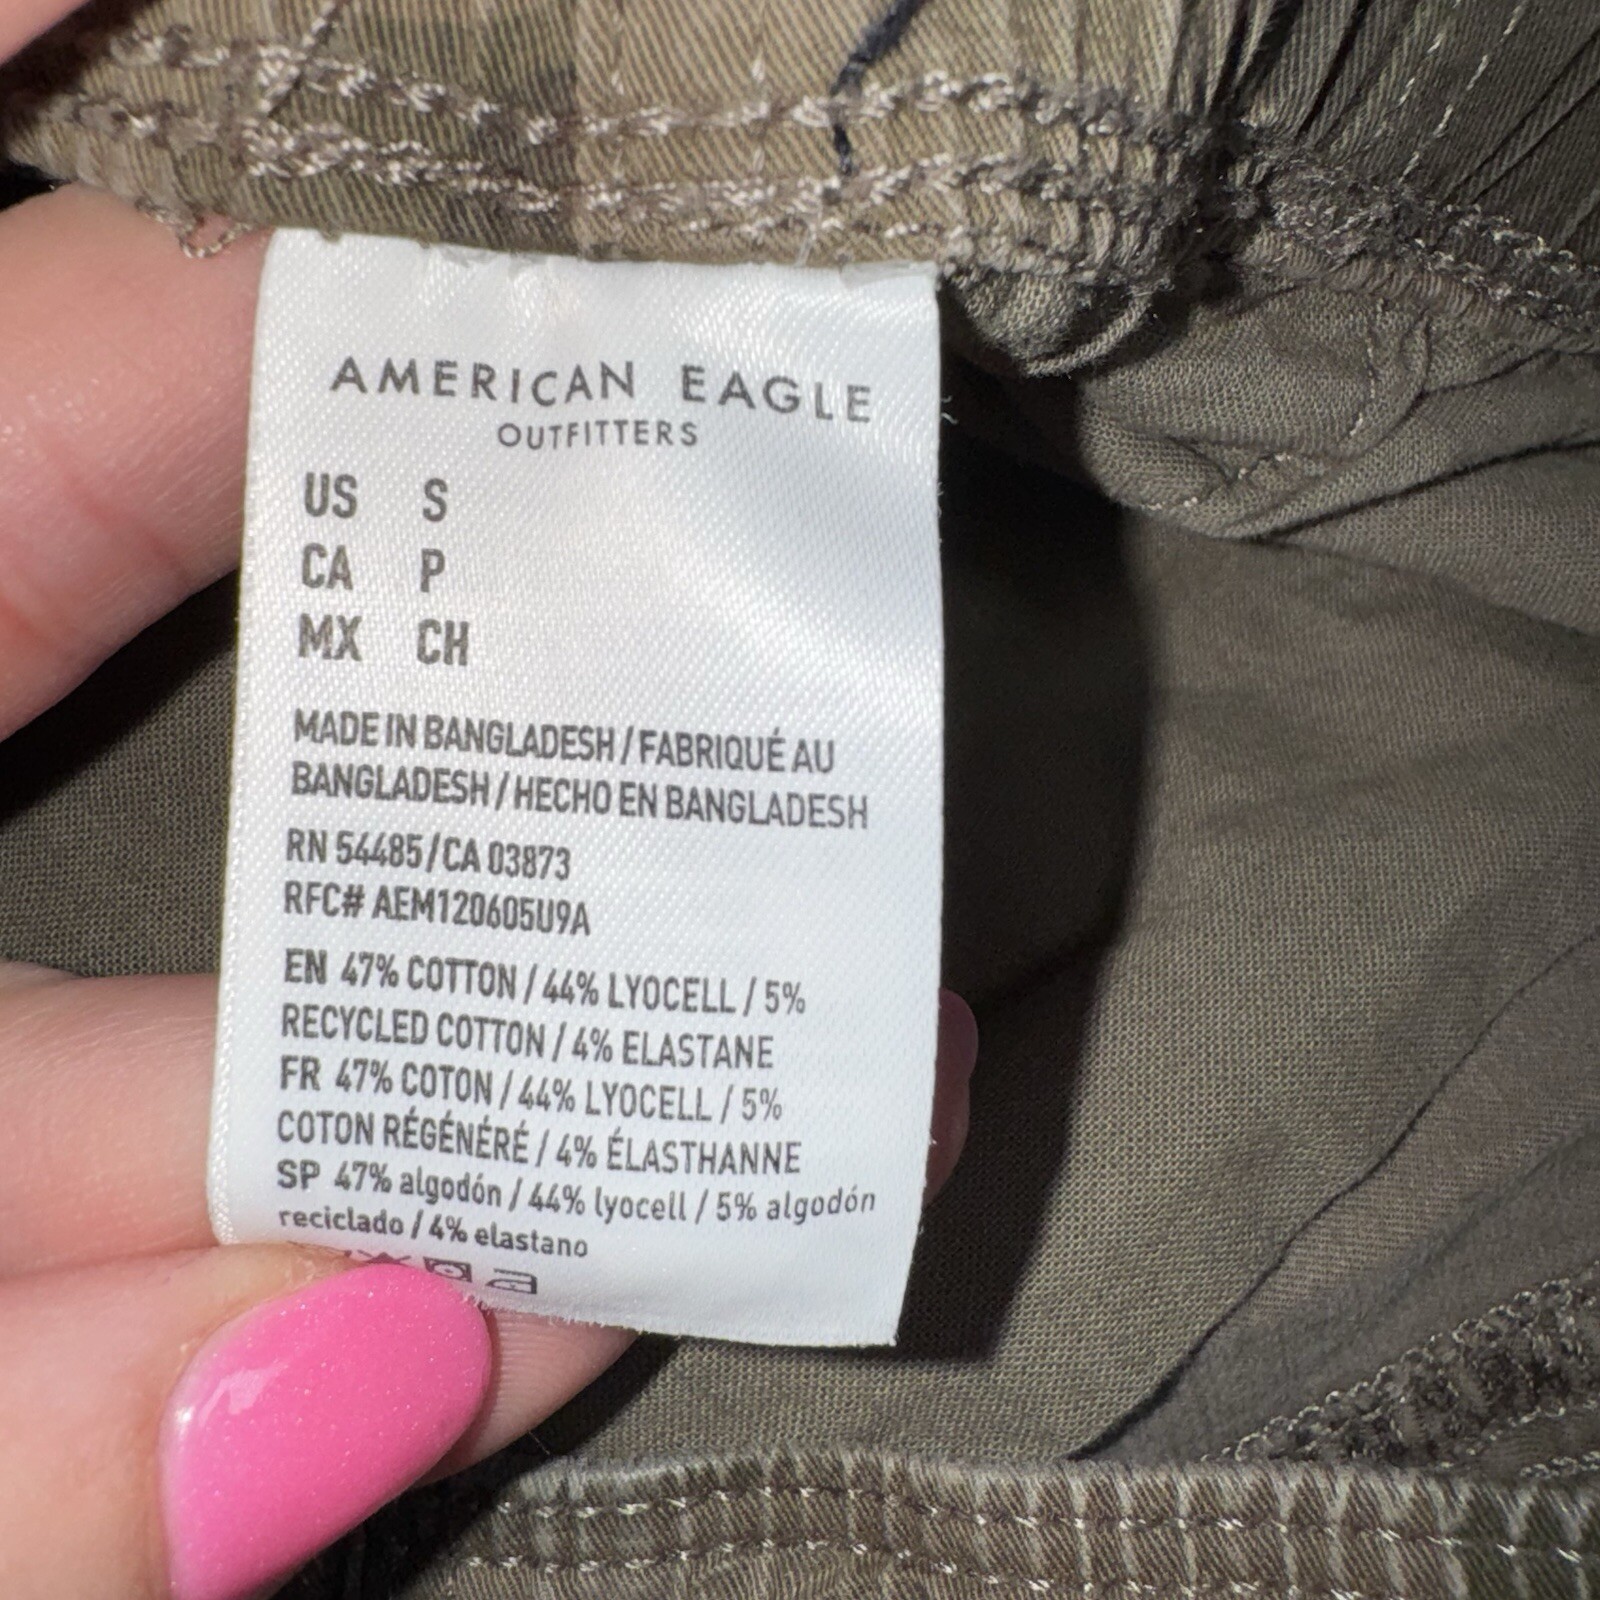 AMERICAN EAGLE
OUTFITTERS
US S
CA P
MX CH
MADE IN BANGLADESH / FABRIQUÉ AU
BANGLADESH / HECHO EN BANGLADESH
RN 54485 / CA 03873
RFC# AEM120605U9A
EN 47% COTTON / 44% LYOCELL / 5%
RECYCLED COTTON / 4% ELASTANE
FR 47% COTON / 44% LYOCELL / 5%
COTON RÉGÉNÉRÉ / 4% ÉLASTHANNE
SP 47% algodón / 44% lyocell / 5% algodón
reciclado / 4% elastano